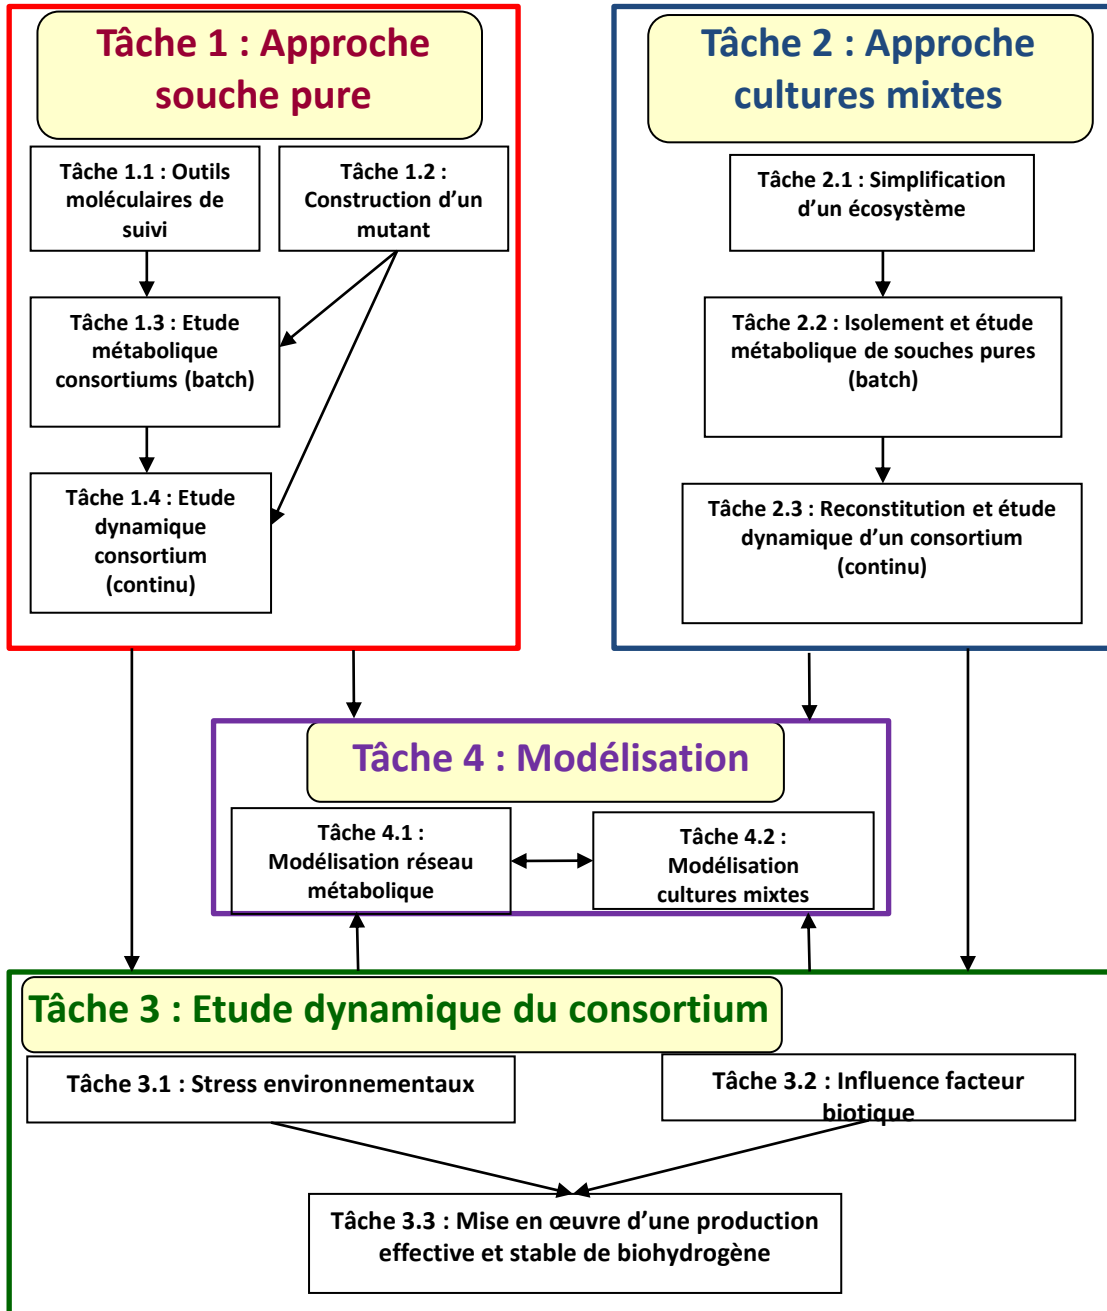 Tâche 1 : Approche
souche pure
Tâche 1.1 : Outils
moléculaires de
suivi
Tâche 1.2 :
Construction d’un
mutant
Tâche 1.3 : Etude
métabolique
consortiums (batch)
Tâche 1.4 : Etude
dynamique
consortium
(continu)
Tâche 2 : Approche
cultures mixtes
Tâche 2.1 : Simplification
d’un écosystème
Tâche 2.2 : Isolement et étude
métabolique de souches pures
(batch)
Tâche 2.3 : Reconstitution et étude
dynamique d’un consortium
(continu)
Tâche 4 : Modélisation
Tâche 4.1 :
Modélisation réseau
métabolique
Tâche 4.2 :
Modélisation
cultures mixtes
Tâche 3 : Etude dynamique du consortium
Tâche 3.1 : Stress environnementaux
Tâche 3.2 : Influence facteur
biotique
Tâche 3.3 : Mise en œuvre d’une production
effective et stable de biohydrogène